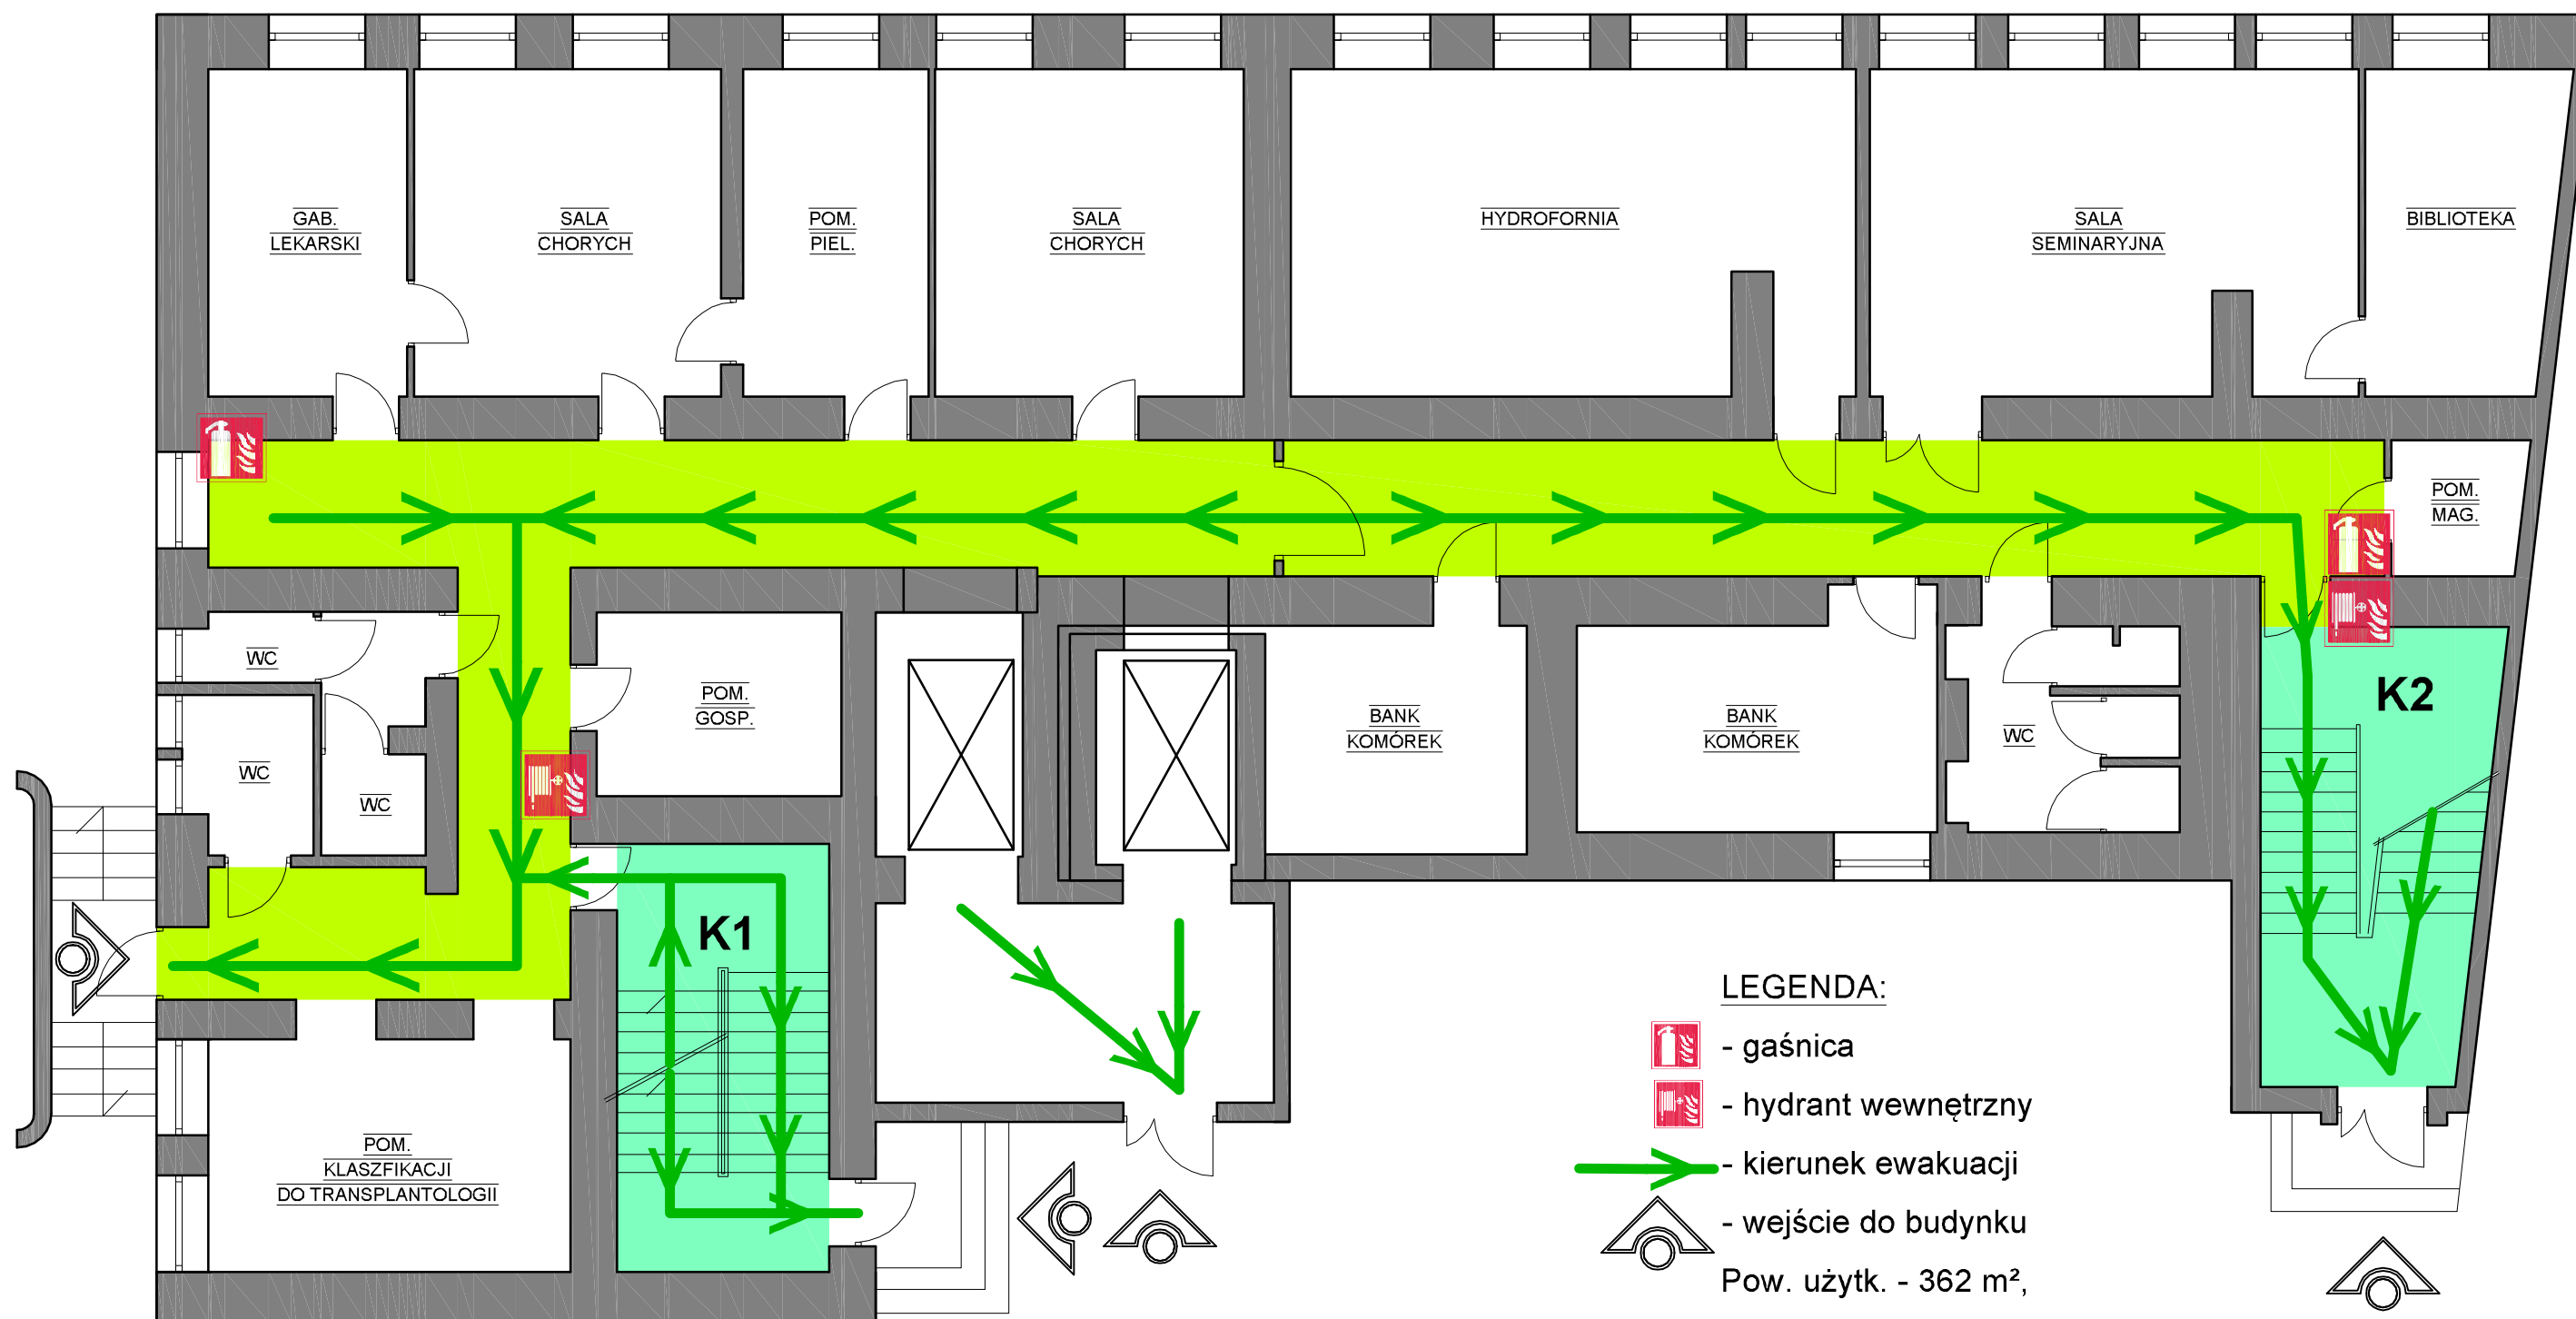 GAB.
LEKARSKI
SALA
CHORYCH
POM.
PIEL.
SALA
CHORYCH
HYDROFORNIA
SALA
SEMINARYJNA
BIBLIOTEKA
POM.
MAG.
WC
WC
WC
POM.
GOSP.
BANK
KOMÓREK
BANK
KOMÓREK
WC
K2
K1
POM.
KLASZFIKACJI
DO TRANSPLANTOLOGII
LEGENDA:
- gaśnica
- hydrant wewnętrzny
- kierunek ewakuacji
- wejście do budynku
Pow. użytk. - 362 m²,